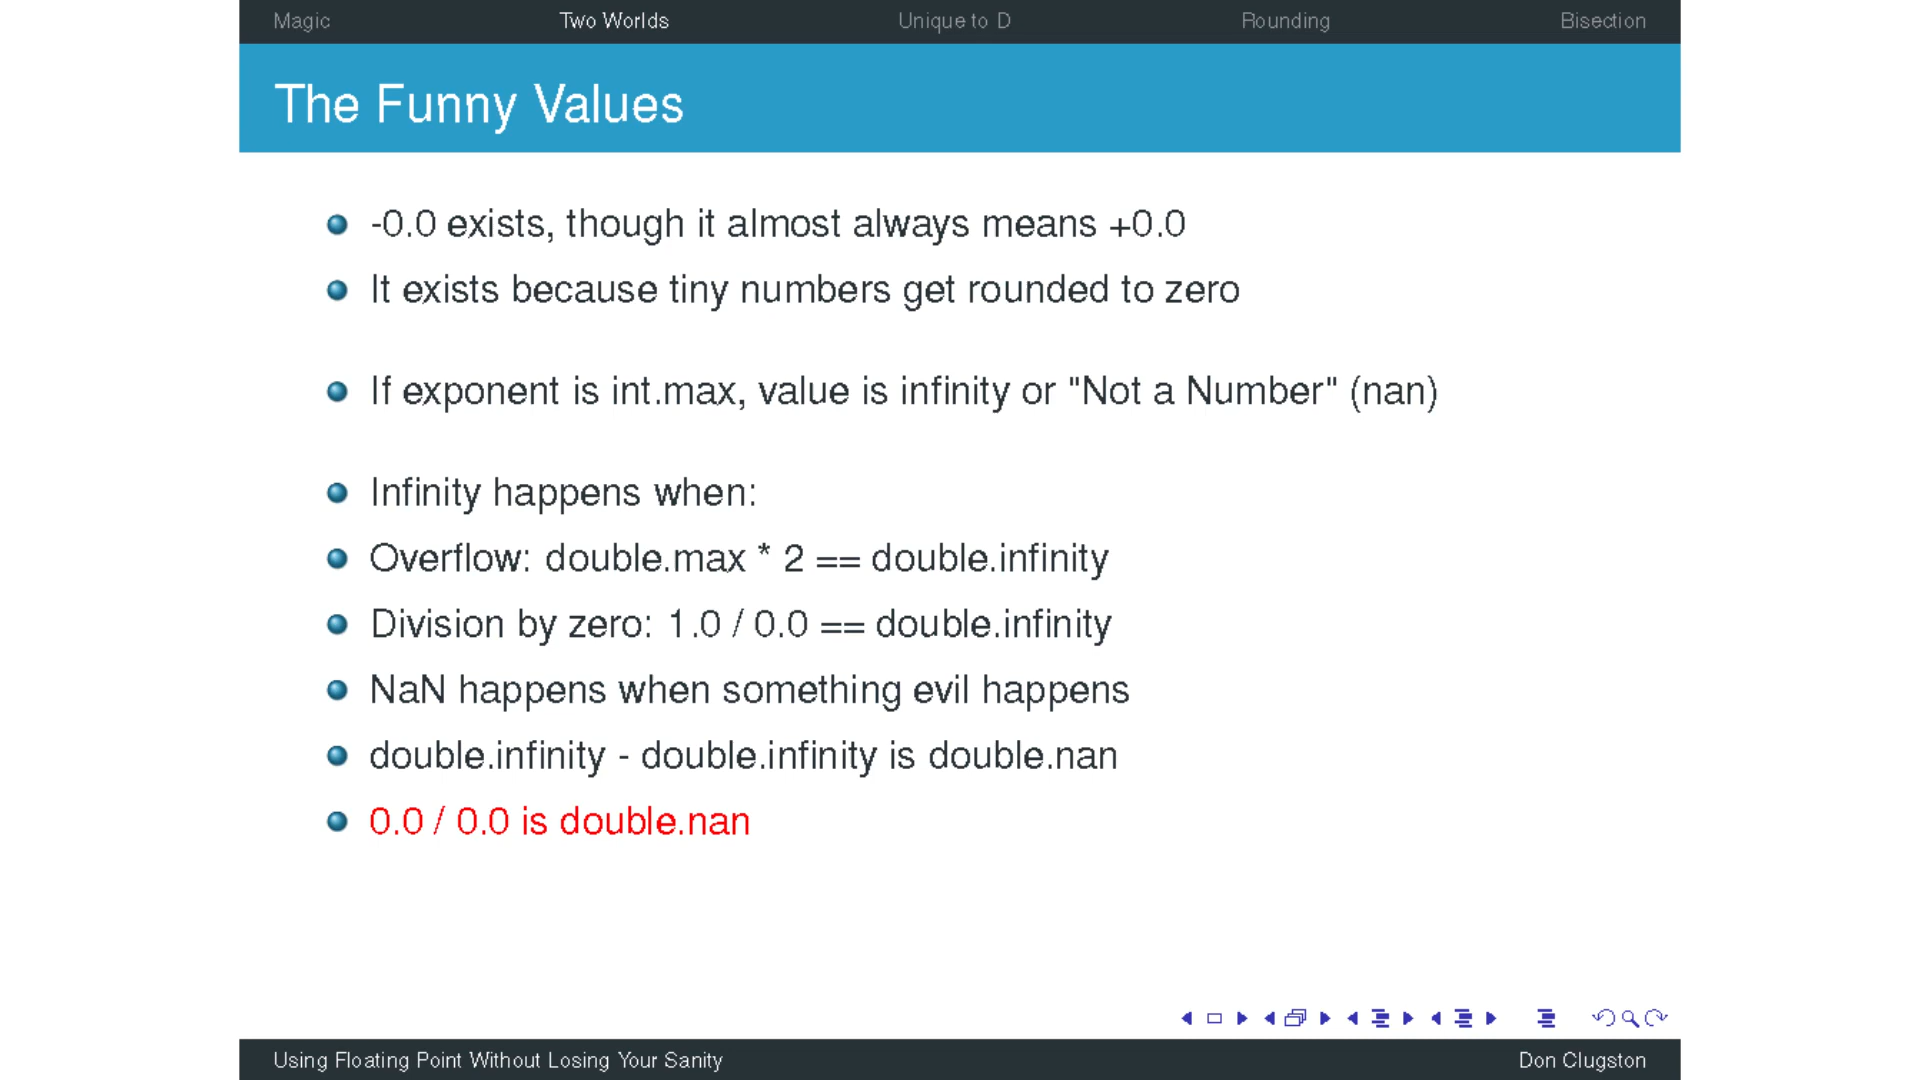 Magic Two Worlds Unique to D Rounding Bisection
The Funny Values
-0.0 exists, though it almost always means +0.0
It exists because tiny numbers get rounded to zero
If exponent is int.max, value is infinity or "Not a Number" (nan)
Infinity happens when:
Overflow: double.max * 2 == double.infinity
Division by zero: 1.0 / 0.0 == double.infinity
NaN happens when something evil happens
double.infinity - double.infinity is double.nan
0.0 / 0.0 is double.nan
Using Floating Point Without Losing Your Sanity Don Clugston